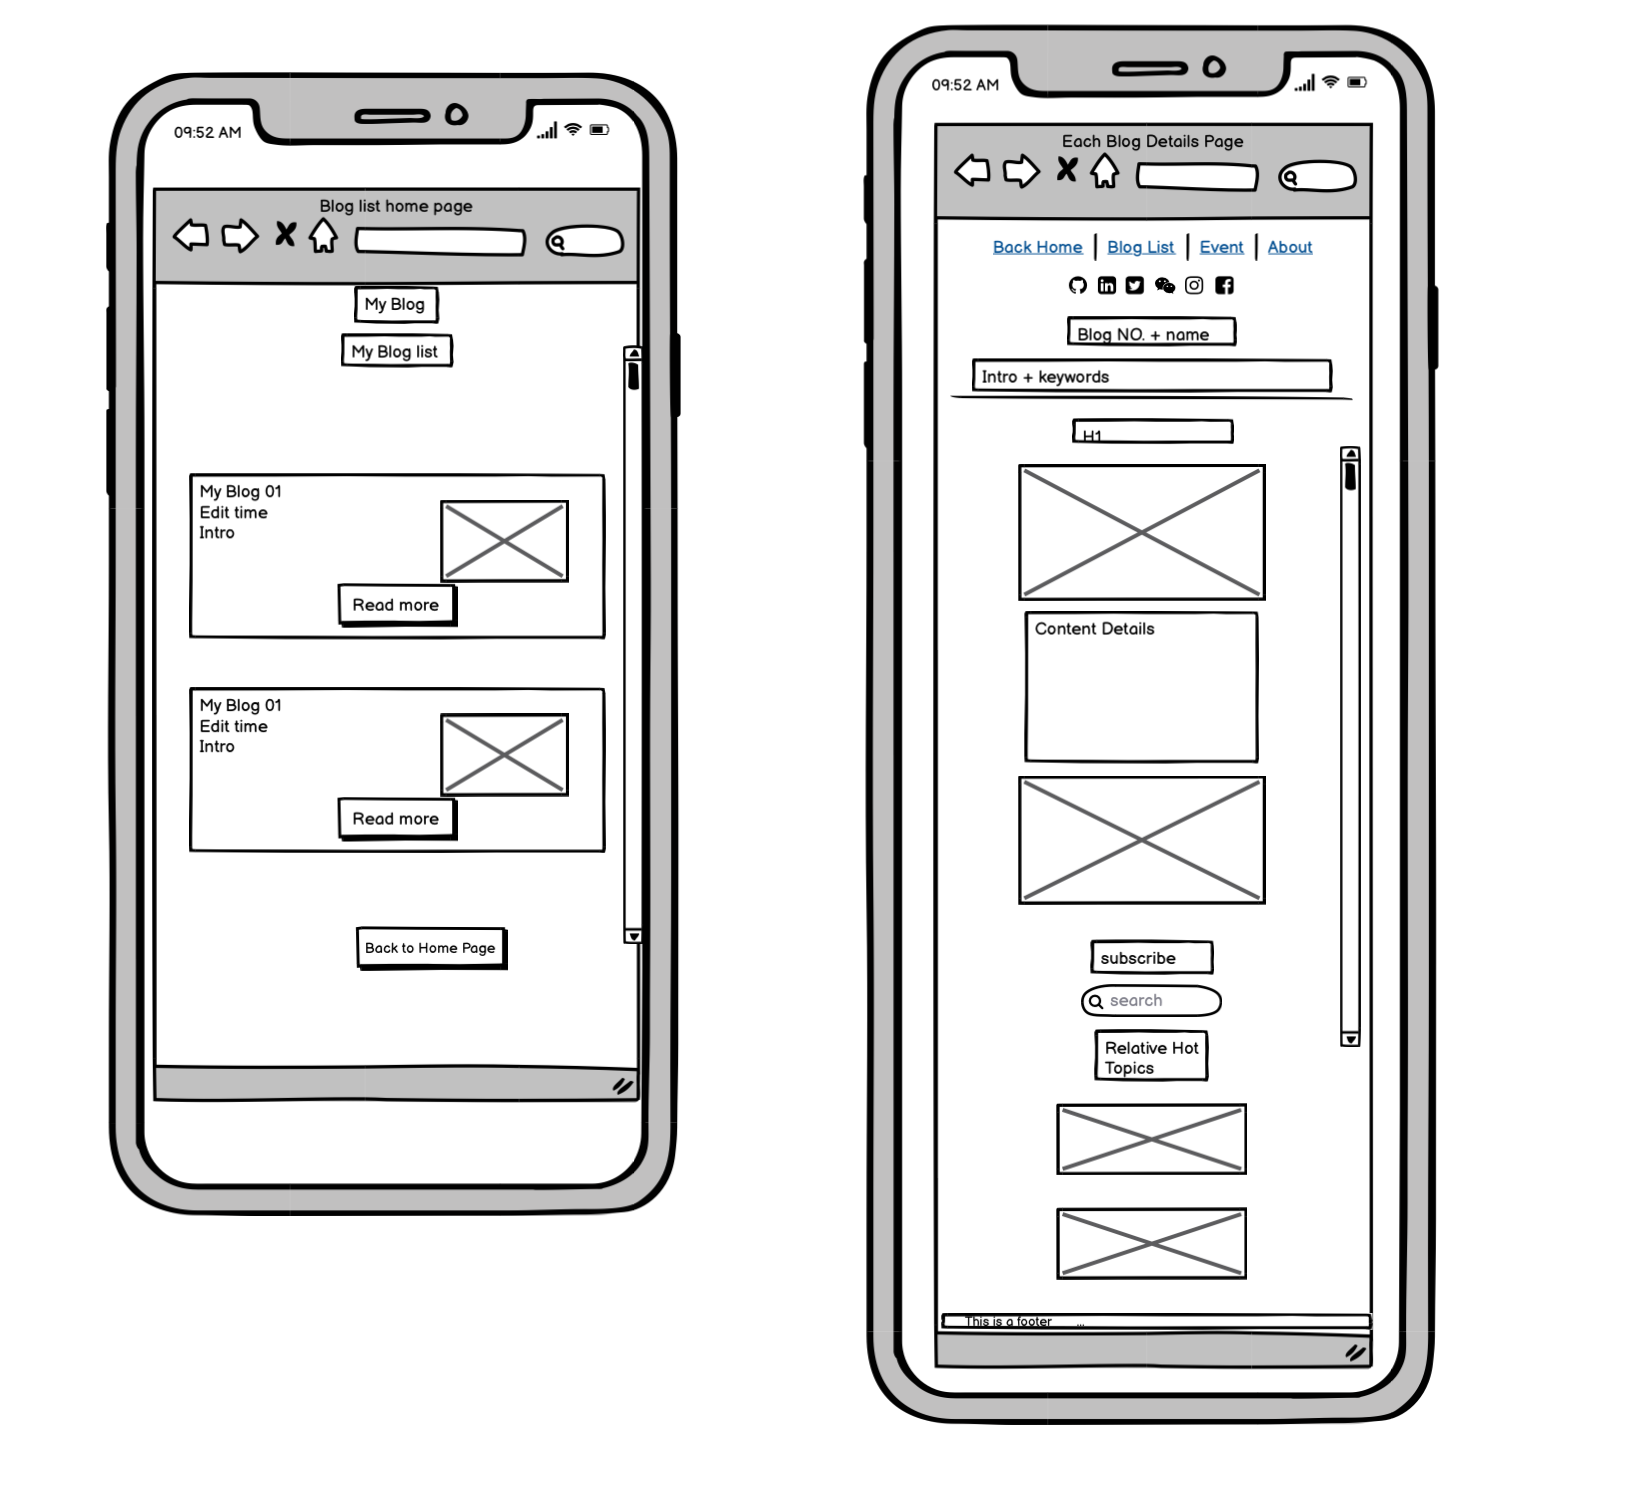 09:52 AM
Blog list home page
My Blog
My Blog list
My Blog 01
Edit time
Intro
Read more
My Blog 01
Edit time
Intro
Read more
Back to Home Page
09:52 AM
Each Blog Details Page
Back Home | Blog List | Event | About
Blog NO. + name
Intro + keywords
H1
Content Details
subscribe
search
Relative Hot
Topics
This is a footer ...